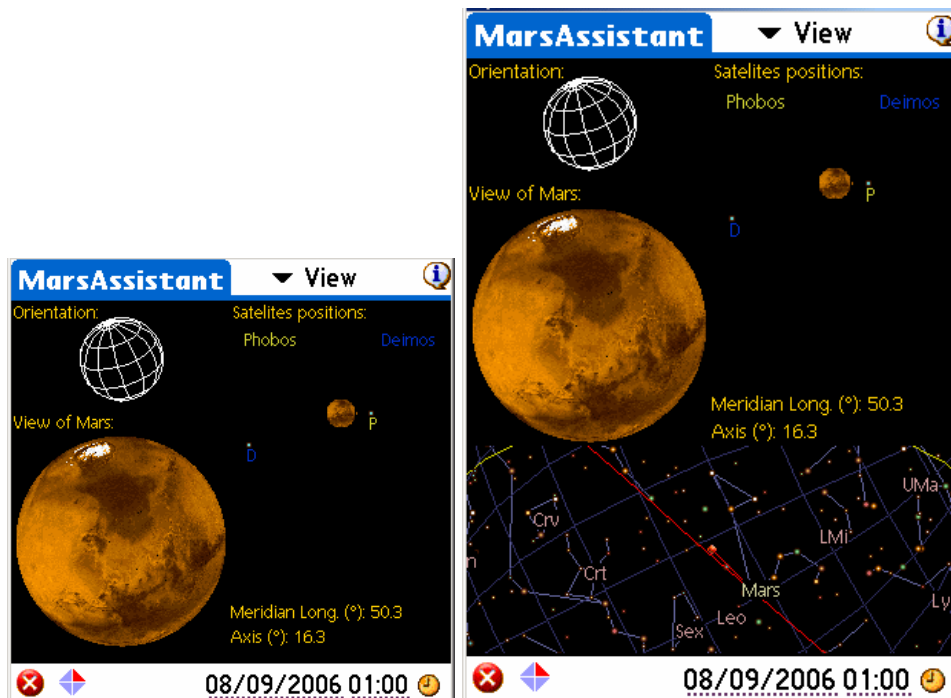 MarsAssistant View
Orientation: Satelites positions:
Phobos Deimos
View of Mars:
P
D
Meridian Long. (°): 50.3
Axis (°): 16.3
08/09/2006 01:00
MarsAssistant View
Orientation: Satelites positions:
Phobos Deimos
P
View of Mars:
D
Meridian Long. (°): 50.3
Axis (°): 16.3
UMa
Crv
LMi
n
Crt
Mars
Ly
Leo
Sex
08/09/2006 01:00